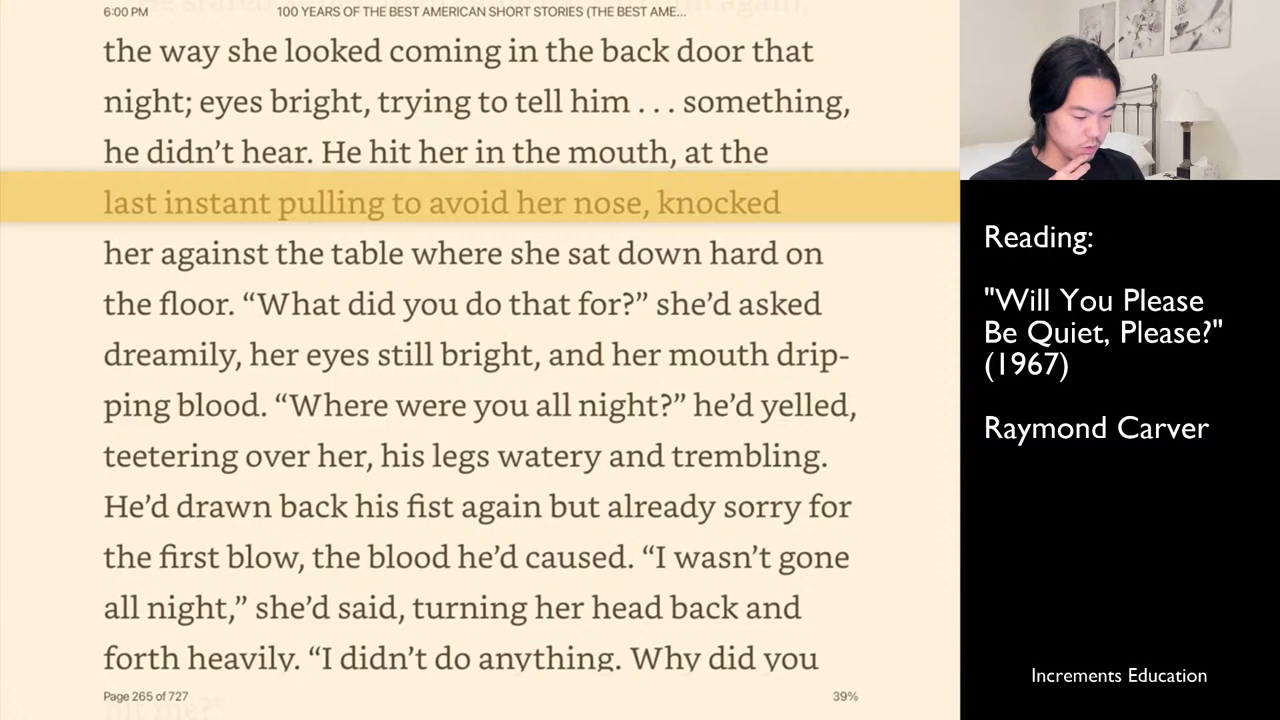 6:00 PM
100 YEARS OF THE BEST AMERICAN SHORT STORIES (THE BEST AME...
the way she looked coming in the back door that
night; eyes bright, trying to tell him . . . something,
he didn’t hear. He hit her in the mouth, at the
last instant pulling to avoid her nose, knocked
her against the table where she sat down hard on
the floor. “What did you do that for?” she’d asked
dreamily, her eyes still bright, and her mouth drip-
ping blood. “Where were you all night?” he’d yelled,
teetering over her, his legs watery and trembling.
He’d drawn back his fist again but already sorry for
the first blow, the blood he’d caused. “I wasn’t gone
all night,” she’d said, turning her head back and
forth heavily. “I didn’t do anything. Why did you
Page 265 of 727
39%
Reading:
"Will You Please
Be Quiet, Please?"
(1967)
Raymond Carver
Increments Education